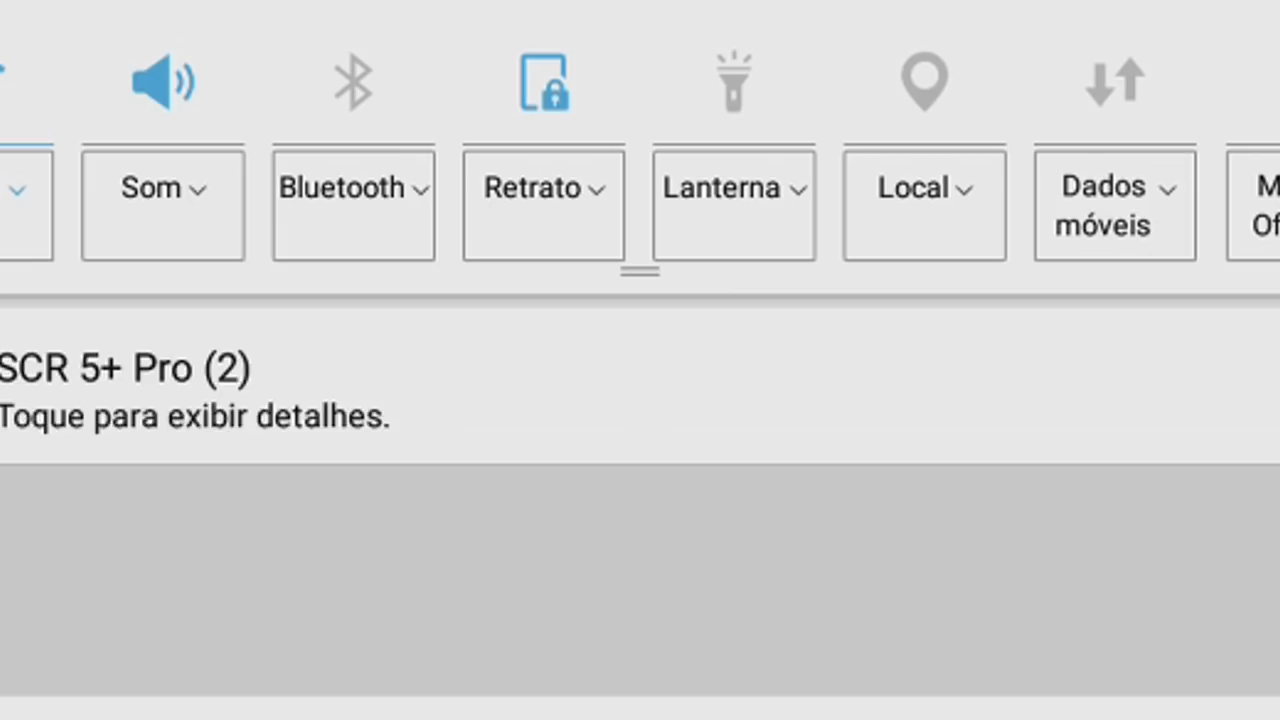 Som
Bluetooth
Retrato
Lanterna
Local
Dados
móveis
SCR 5+ Pro (2)
Toque para exibir detalhes.